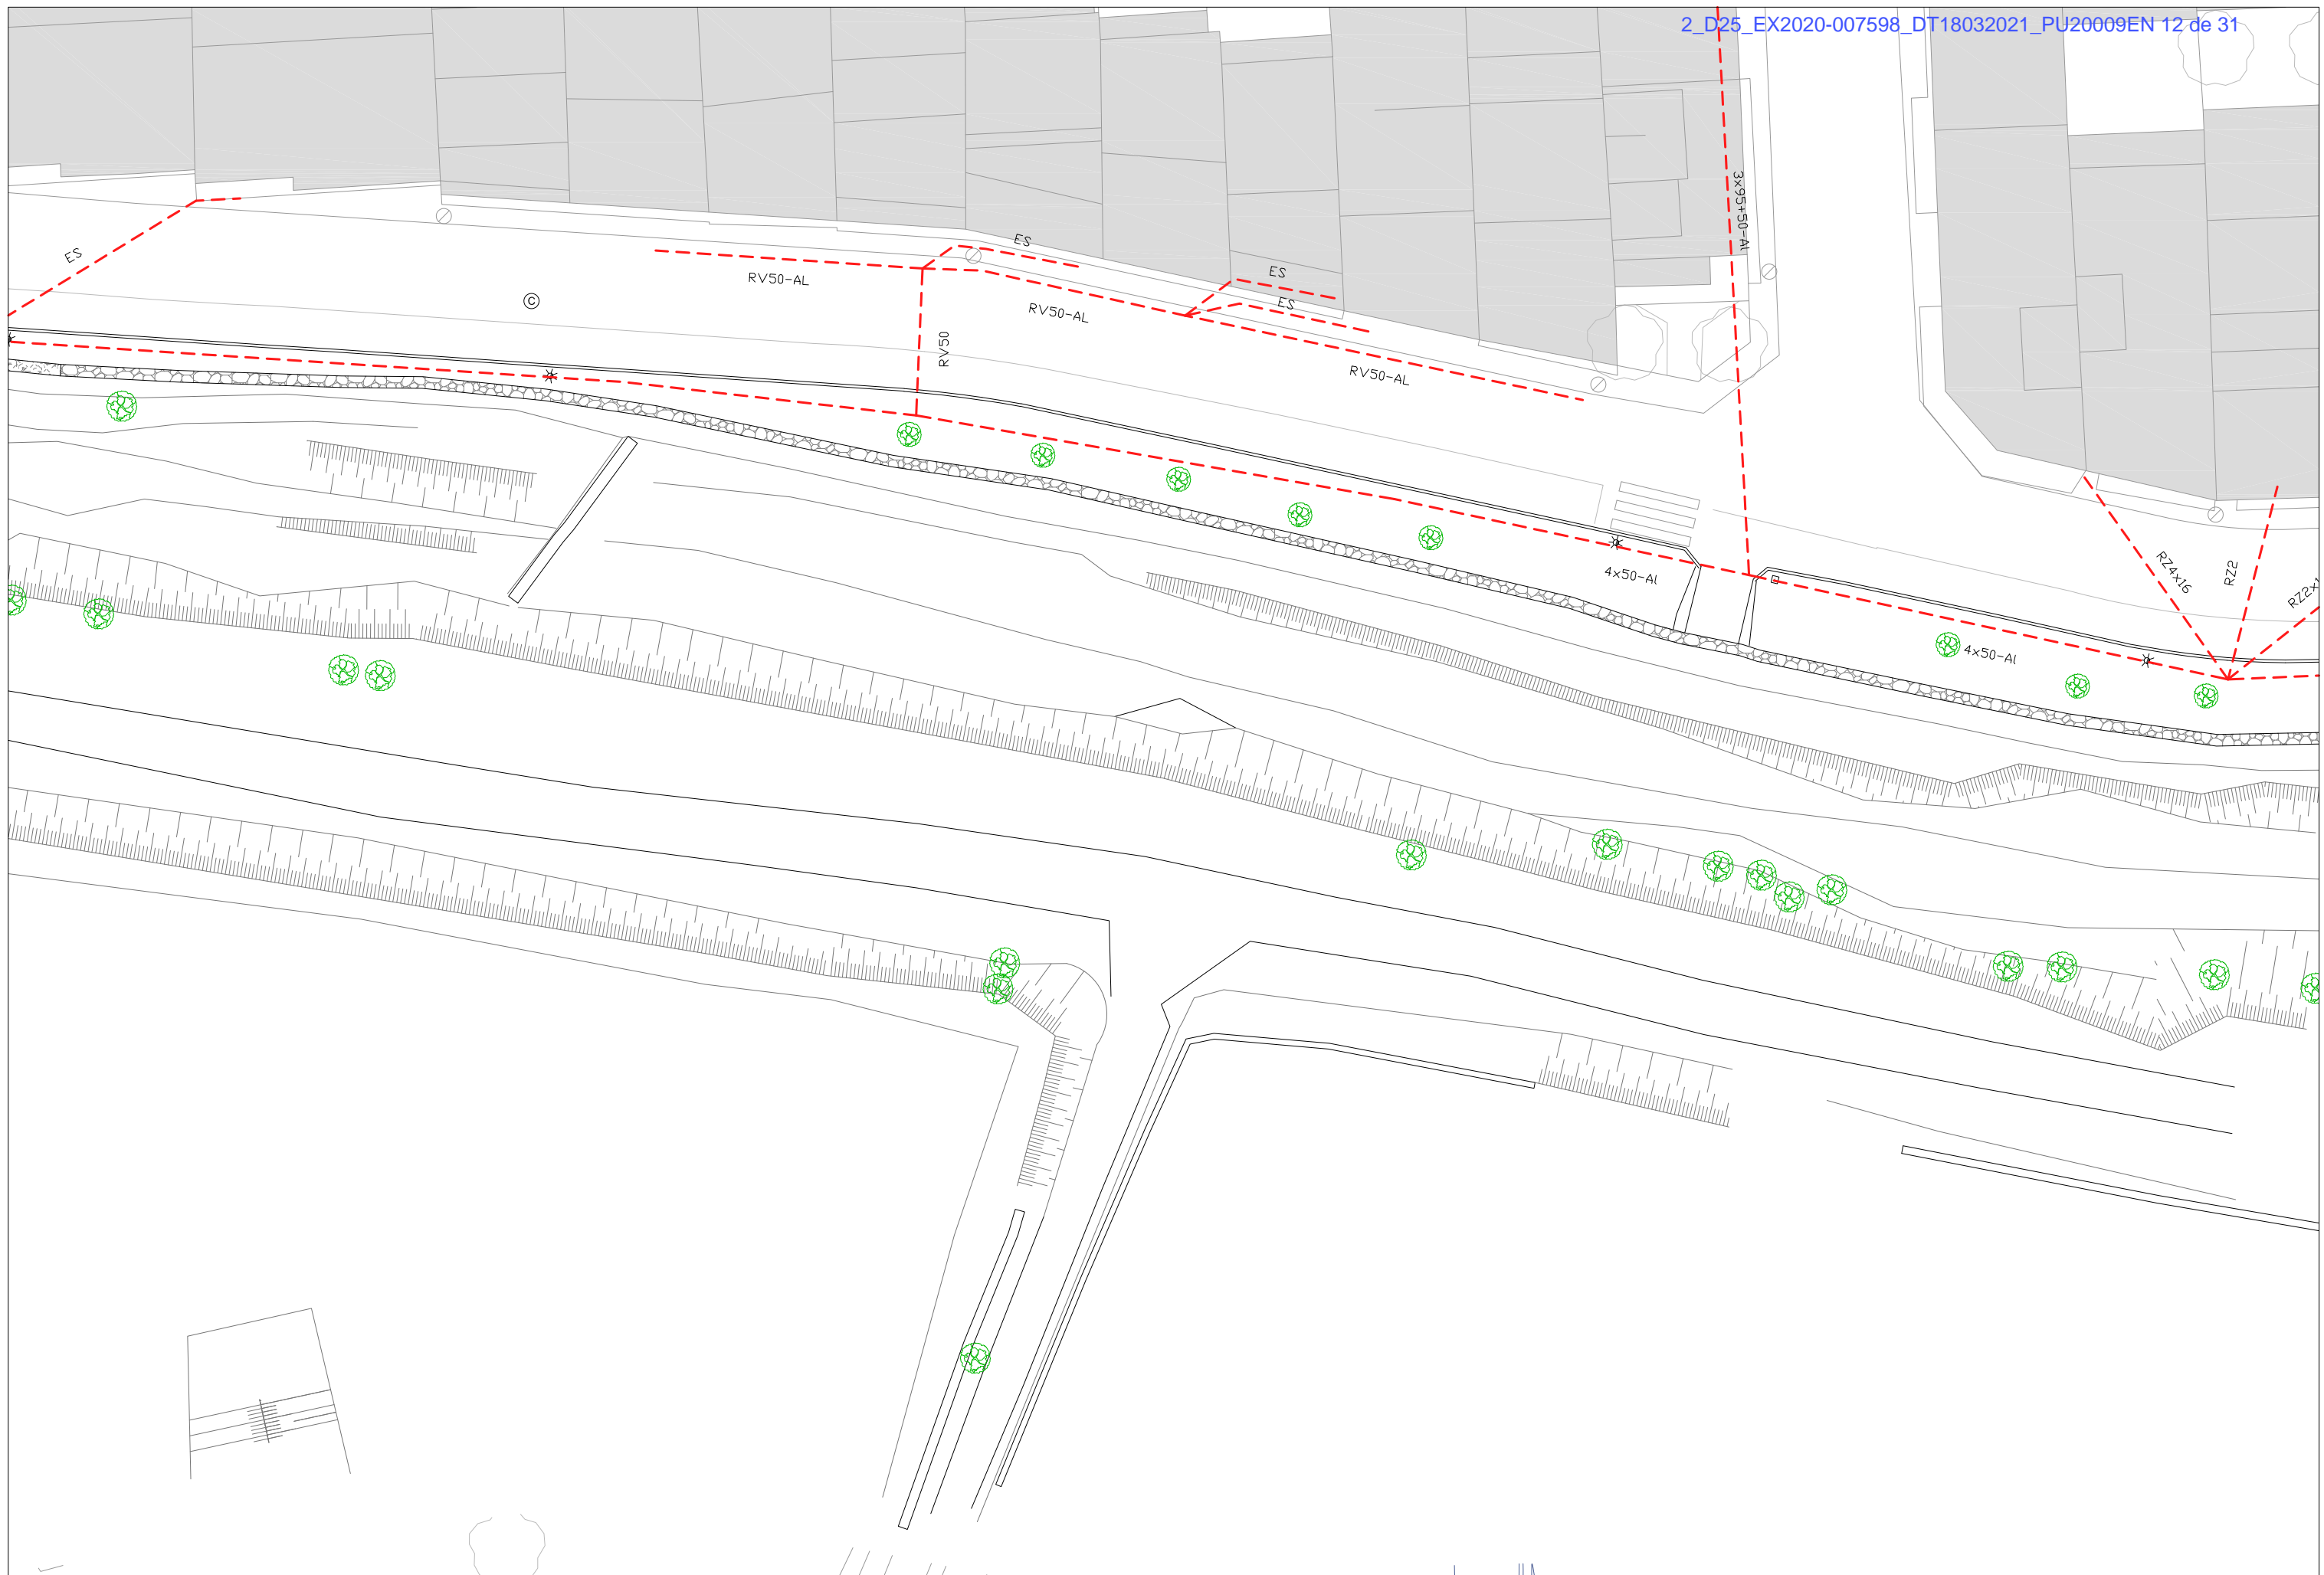 2_D25_EX2020-007598_DT18032021_PU20009EN 12 de 31
3x95+50-Al
ES
ES
RV50-AL
ES
©
RV50-AL
ES
RV50
RV50-AL
4x50-Al
RZ4x16
RZ2
4x50-Al